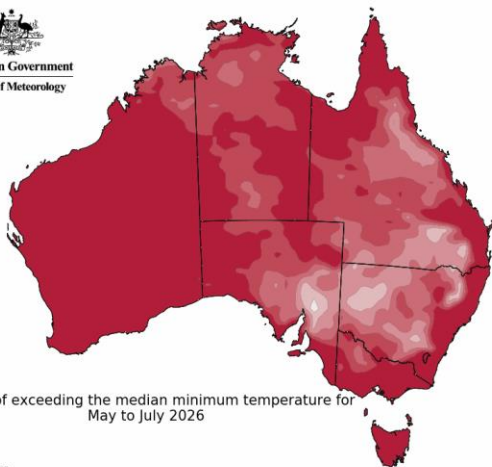 n Government
f Meteorology
of exceeding the median minimum temperature for
May to July 2026